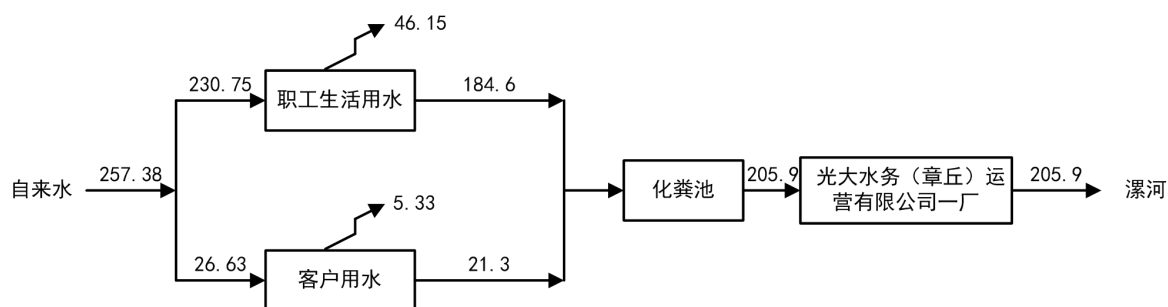 46.15
230.75
职工生活用水
184.6
自来水
257.38
5.33
26.63
客户用水
21.3
化粪池
205.9
光大水务（章丘）运
营有限公司一厂
205.9
漯河